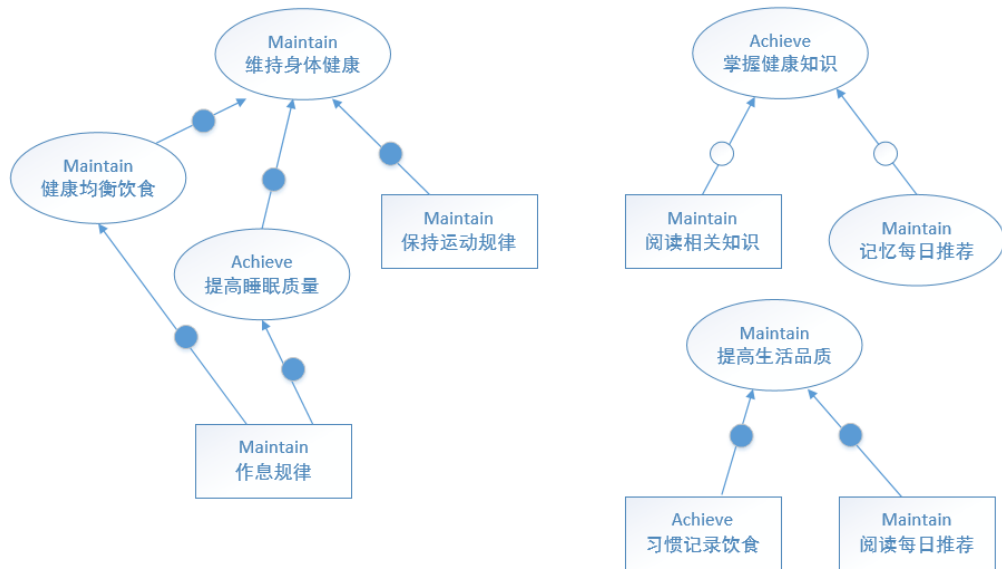 Maintain
维持身体健康
Maintain
健康均衡饮食
Achieve
提高睡眠质量
Maintain
保持运动规律
Maintain
作息规律
Achieve
掌握健康知识
Maintain
阅读相关知识
Maintain
记忆每日推荐
Maintain
提高生活品质
Achieve
习惯记录饮食
Maintain
阅读每日推荐